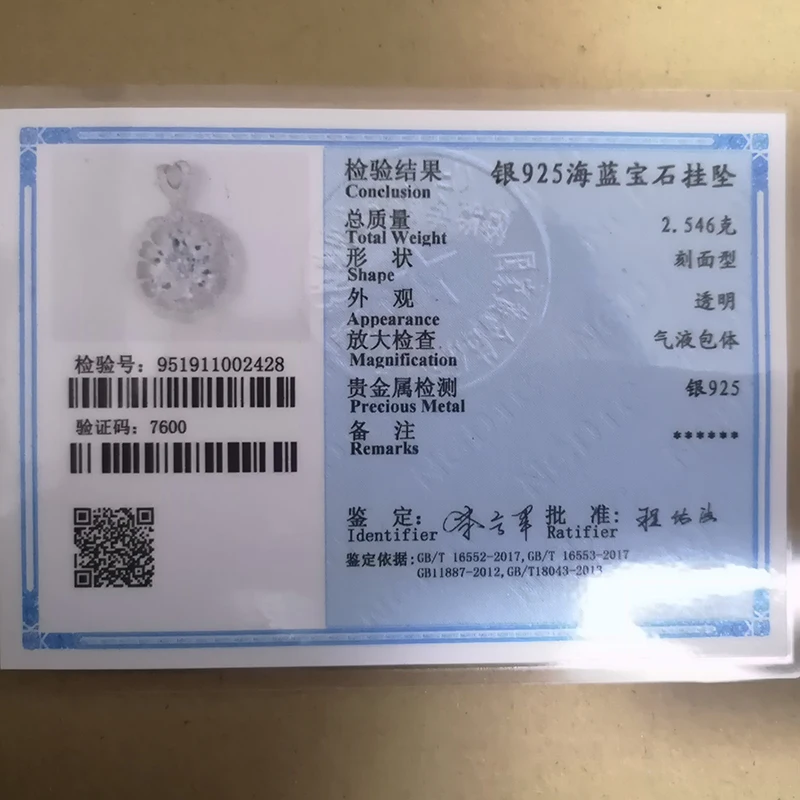 检验结果 银925海蓝宝石挂坠
Conclusion
总质量 2.546克
Total Weight
形 状 刻面型
Shape
外 观 透明
Appearance
放大检查 气液包体
Magnification
贵金属检测 银925
Precious Metal
备 注 ******
Remarks
检验号: 951911002428
验证码: 7600
鉴 定: 批 准:
Identifier Ratifier
鉴定依据: GB/T 16552-2017, GB/T 16553-2017
GB11887-2012, GB/T18043-2013